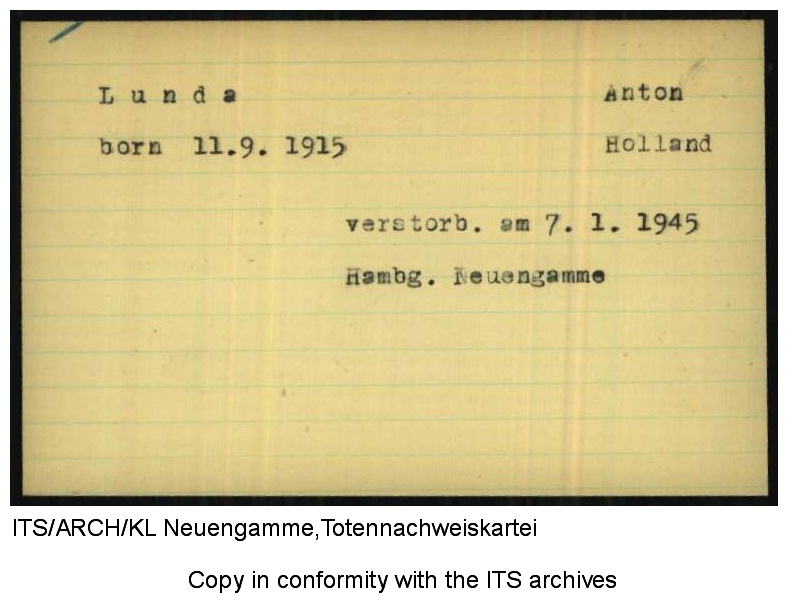 L u n d a Anton
born 11.9. 1915 Holland
verstorb. am 7. 1. 1945
Hambg. Neuengamme
ITS/ARCH/KL Neuengamme,Totennachweiskartei
Copy in conformity with the ITS archives